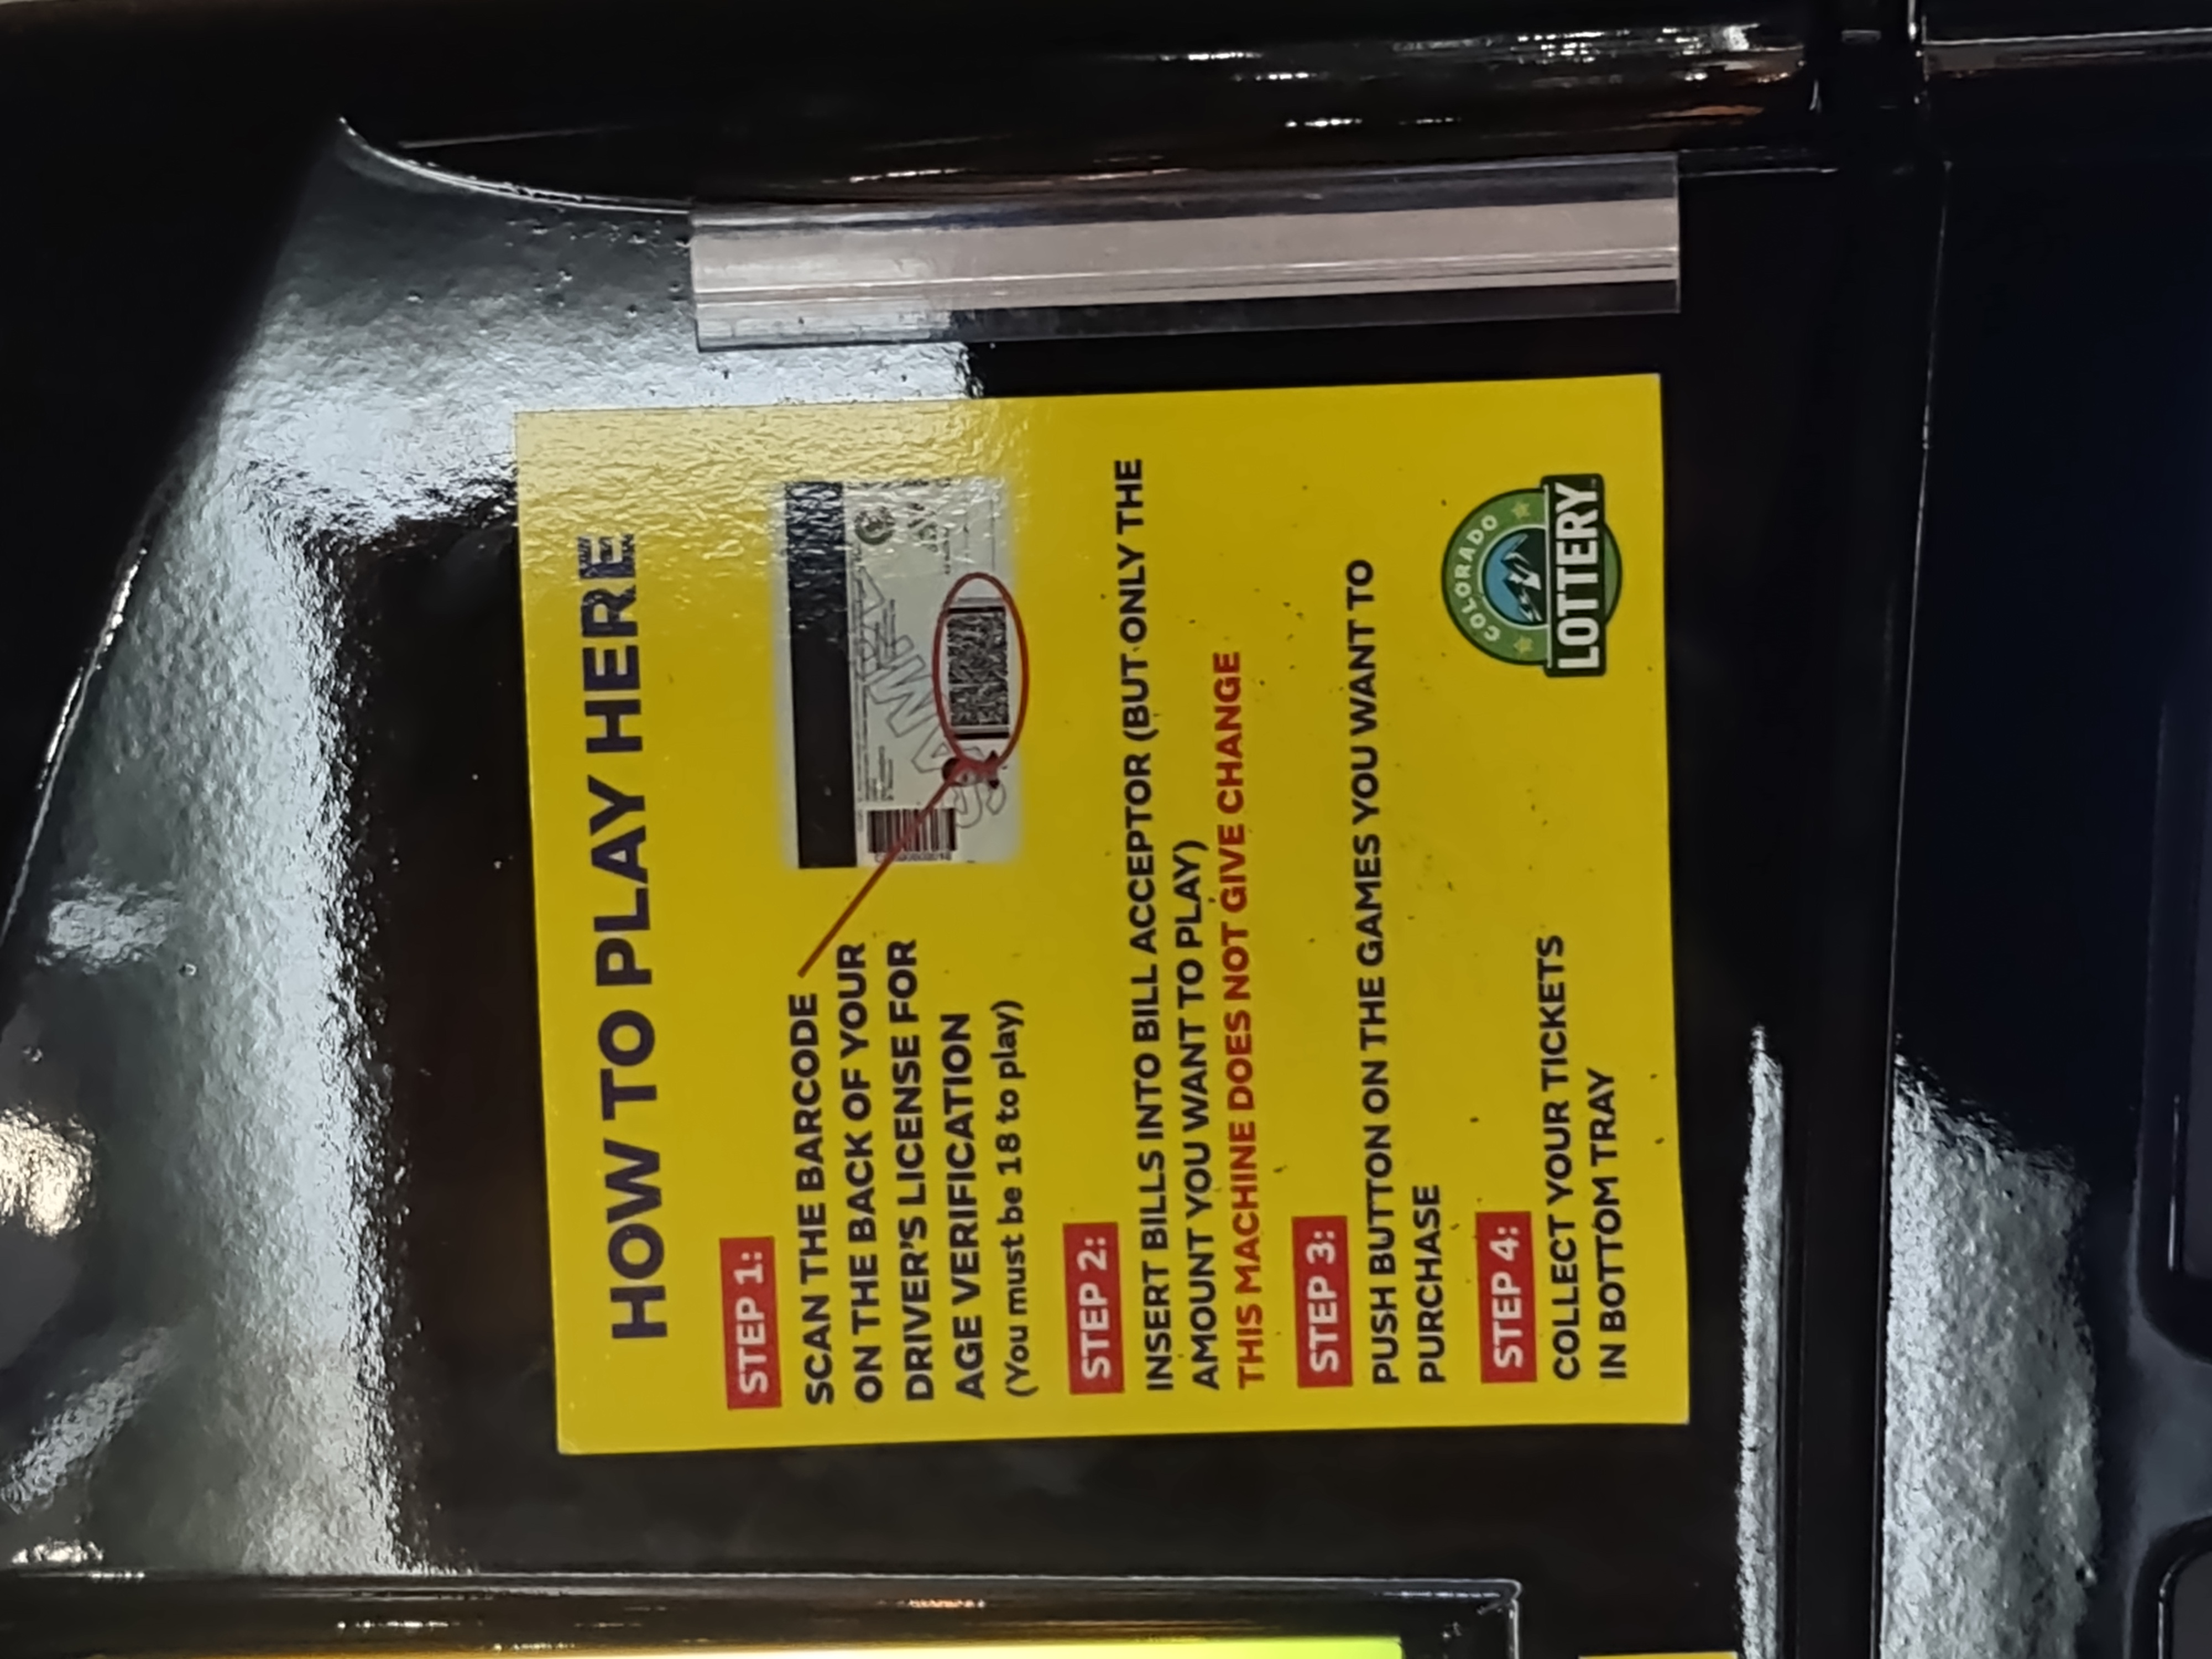 HOW TO PLAY HERE
STEP 1:
SCAN THE BARCODE
ON THE BACK OF YOUR
DRIVER'S LICENSE FOR
AGE VERIFICATION
(You must be 18 to play)
SAMPLE
STEP 2:
INSERT BILLS INTO BILL ACCEPTOR (BUT ONLY THE
AMOUNT YOU WANT TO PLAY)
THIS MACHINE DOES NOT GIVE CHANGE
STEP 3:
PUSH BUTTON ON THE GAMES YOU WANT TO
PURCHASE
STEP 4:
COLLECT YOUR TICKETS
IN BOTTOM TRAY
COLORADO
LOTTERY